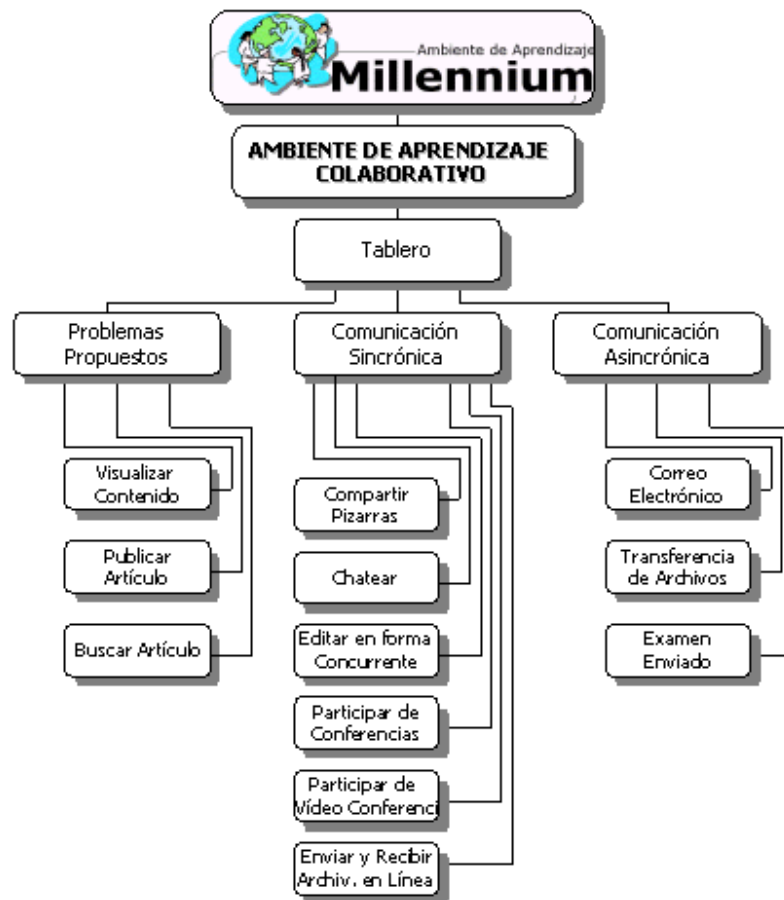 Ambiente de Aprendizaje
Millennium
AMBIENTE DE APRENDIZAJE
COLABORATIVO
Tablero
Problemas
Propuestos
Comunicación
Sincrónica
Comunicación
Asincrónica
Visualizar
Contenido
Publicar
Artículo
Buscar Artículo
Compartir
Pizarras
Chatear
Editar en forma
Concurrente
Participar de
Conferencias
Participar de
Vídeo Conferenci
Enviar y Recibir
Archiv. en Línea
Correo
Electrónico
Transferencia
de Archivos
Examen
Enviado